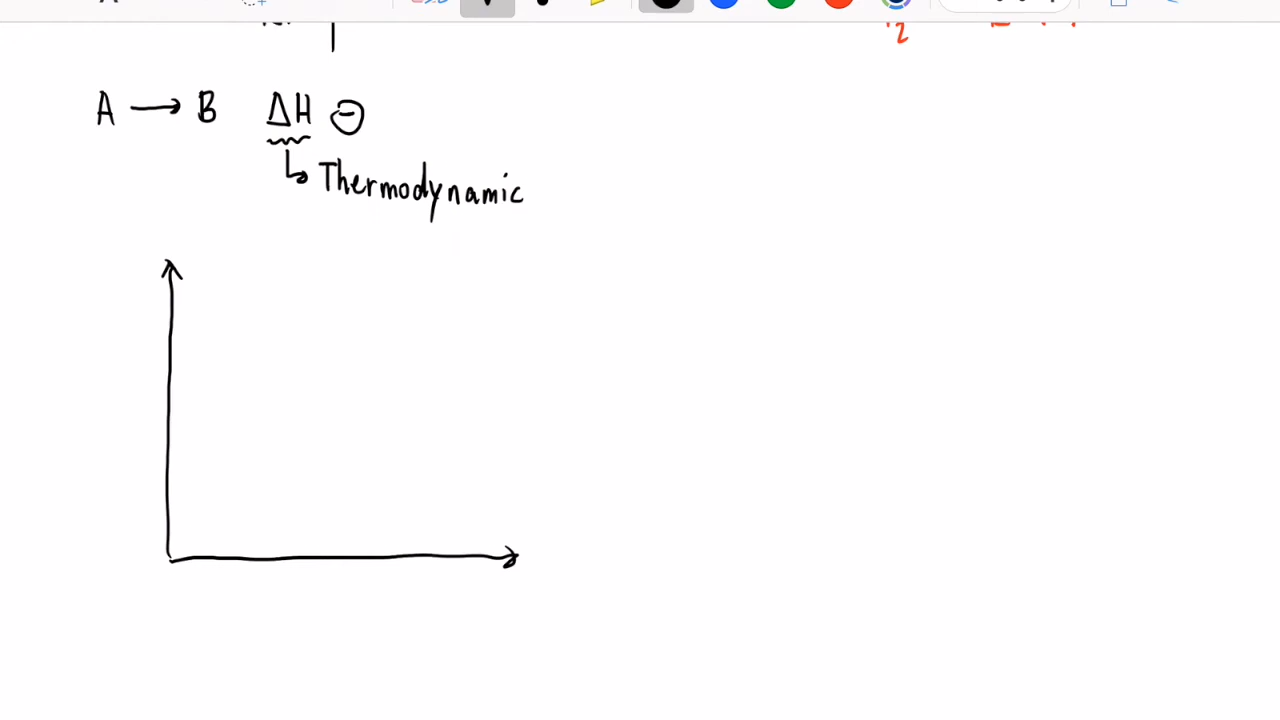 A → B ΔH ⊖
↳ Thermodynamic